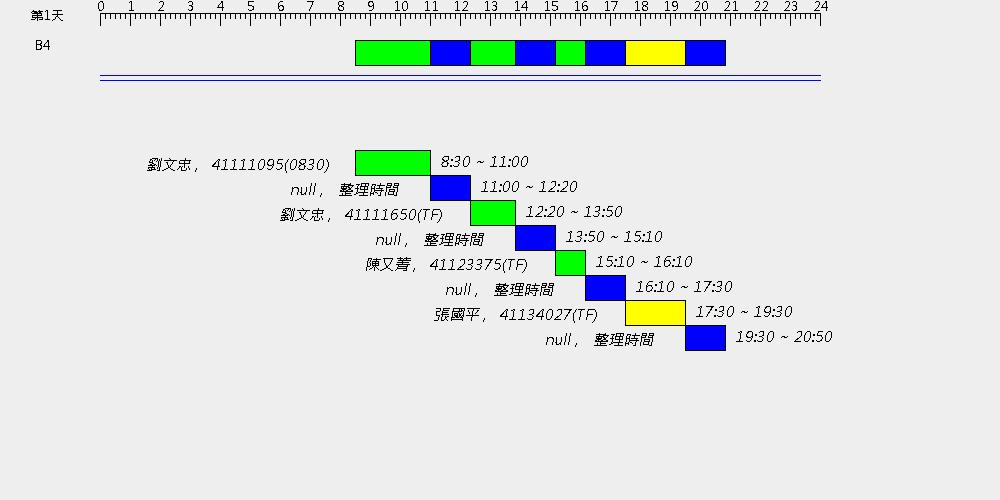 0 1 2 3 4 5 6 7 8 9 10 11 12 13 14 15 16 17 18 19 20 21 22 23 24
第1天
B4
劉文忠， 41111095(0830) 8:30 ~ 11:00
null， 整理時間 11:00 ~ 12:20
劉文忠， 41111650(TF) 12:20 ~ 13:50
null， 整理時間 13:50 ~ 15:10
陳又菁， 41123375(TF) 15:10 ~ 16:10
null， 整理時間 16:10 ~ 17:30
張國平， 41134027(TF) 17:30 ~ 19:30
null， 整理時間 19:30 ~ 20:50